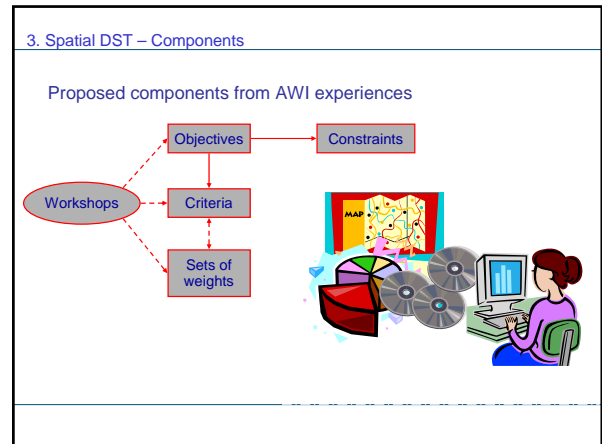 3. Spatial DST – Components
Proposed components from AWI experiences
Objectives
Constraints
Workshops
Criteria
Sets of
weights
MAP